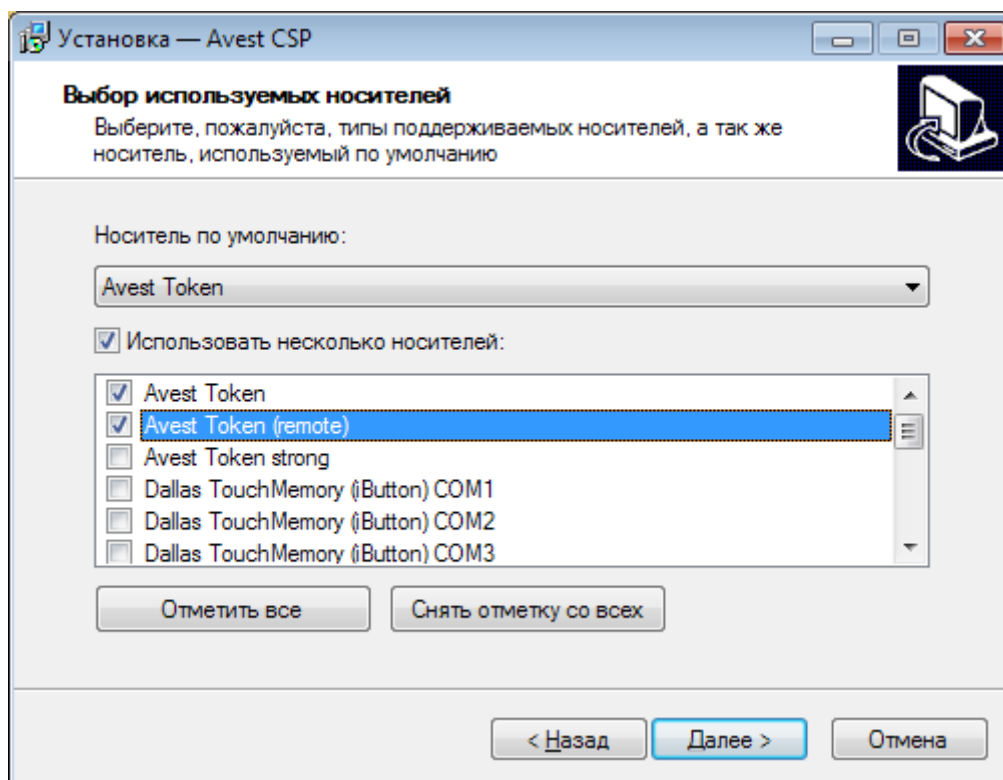 Установка — Avest CSP
Выбор используемых носителей
Выберите, пожалуйста, типы поддерживаемых носителей, а так же
носитель, используемый по умолчанию
Носитель по умолчанию:
Avest Token
Использовать несколько носителей:
Avest Token
Avest Token (remote)
Avest Token strong
Dallas TouchMemory (iButton) COM1
Dallas TouchMemory (iButton) COM2
Dallas TouchMemory (iButton) COM3
Отметить все Снять отметку со всех
< Назад Далее > Отмена